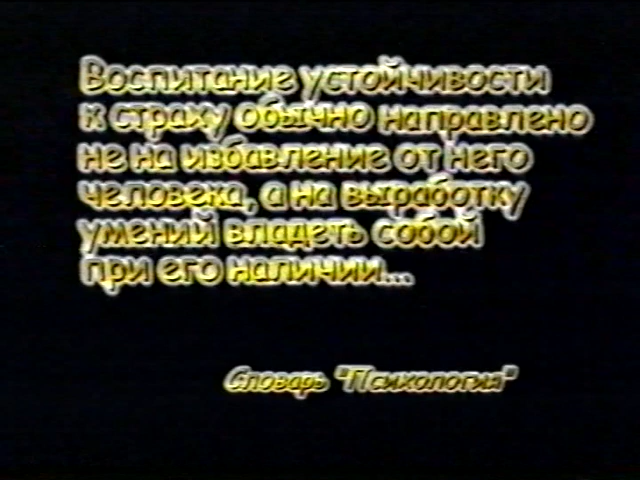 Воспитание устойчивости
к страху обычно направлено
не на избавление от него
человека, а на выработку
умений владеть собой
при его наличии...
Словарь "Психология"